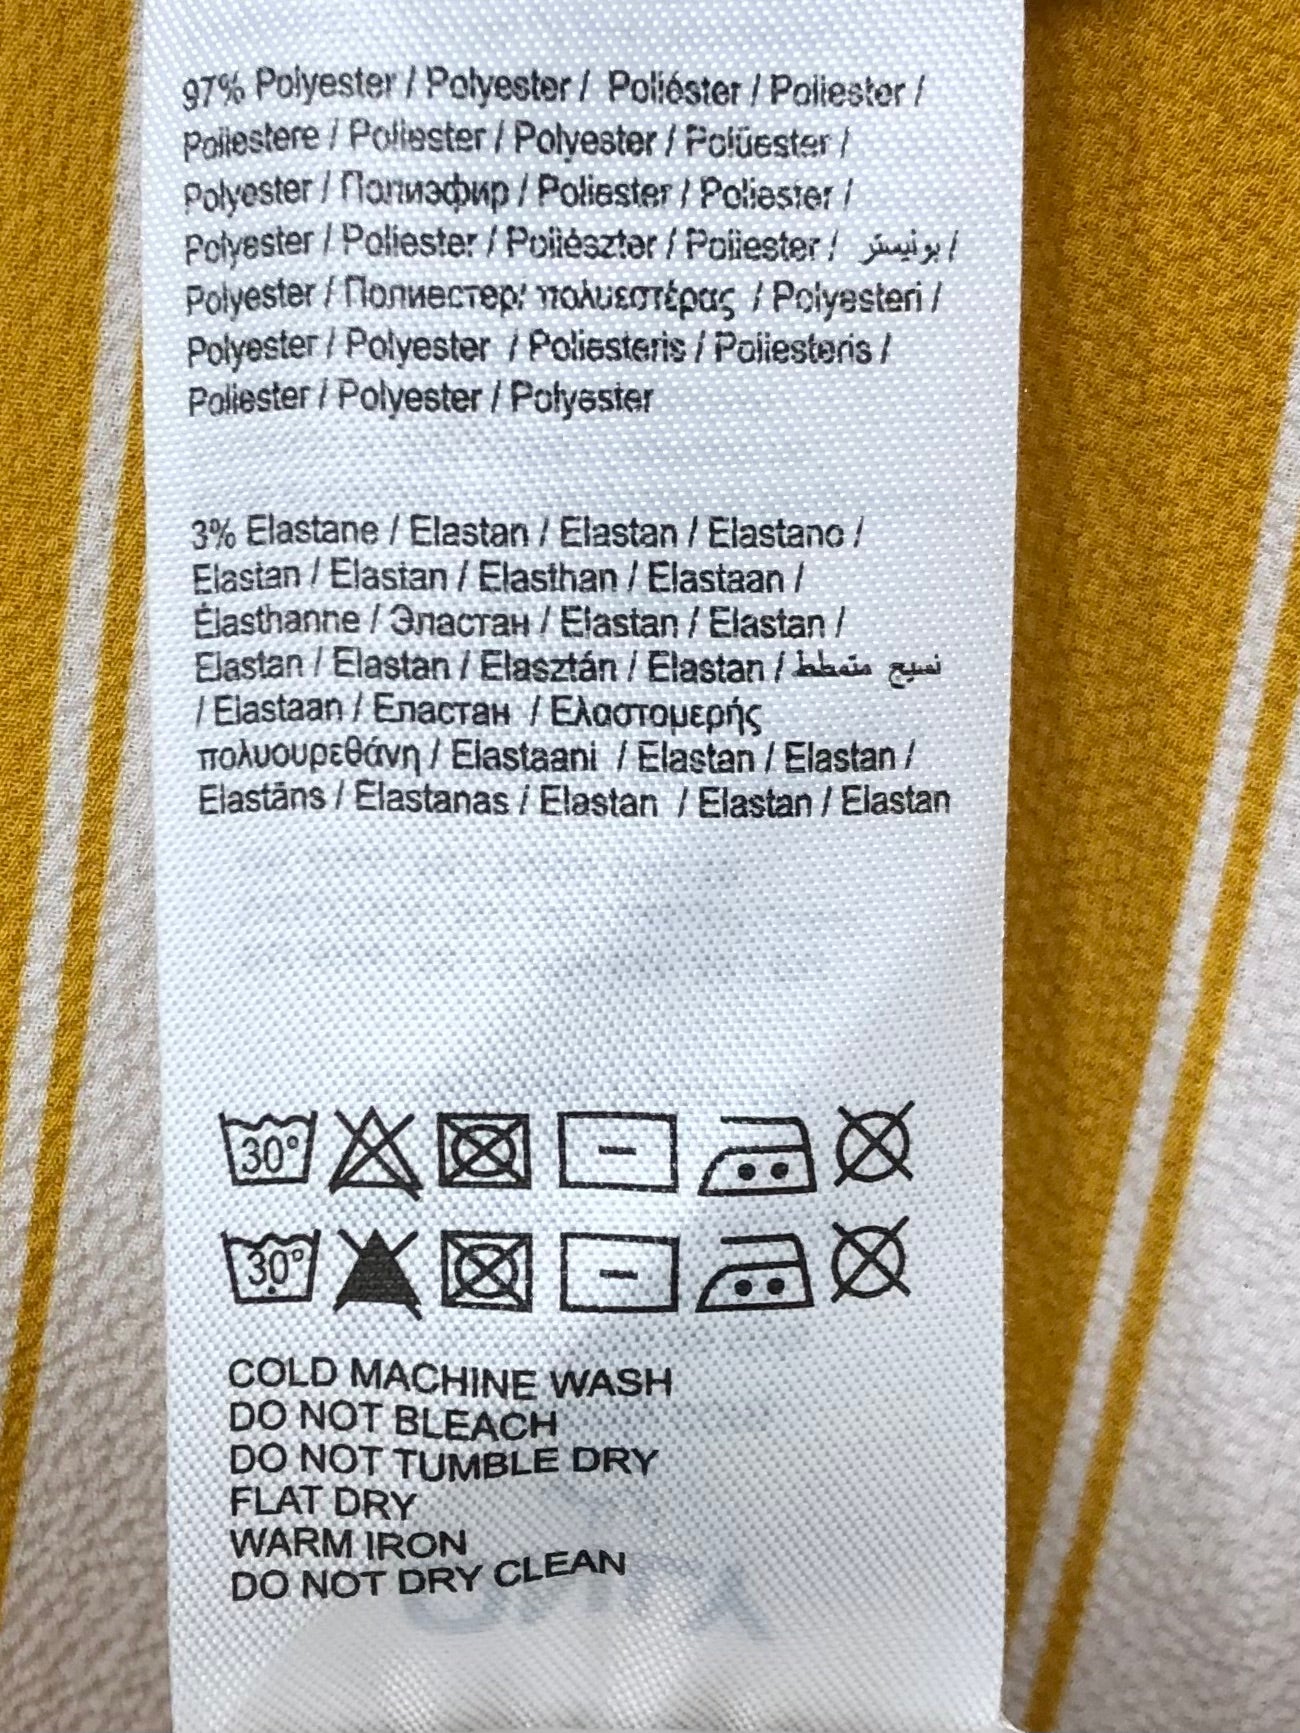 97% Polyester / Polyester / Poliéster / Poliester /
Poliestere / Poliester / Polyester / Polüester /
Polyester / Полиэфир / Poliester / Poliester /
Polyester / Poliester / Poliészter / Poliester / بوليستر /
Polyester / Полиестер/ πολυεστέρας / Polyesteri /
Polyester / Polyester / Poliesteris / Poliesteris /
Poliester / Polyester / Polyester
3% Elastane / Elastan / Elastan / Elastano /
Elastan / Elastan / Elasthan / Elastaan /
Élasthanne / Эластан / Elastan / Elastan /
Elastan / Elastan / Elasztán / Elastan / نسيج متمطط
/ Elastaan / Еластан / Ελαστομερής
πολυουρεθάνη / Elastaani / Elastan / Elastan /
Elastāns / Elastanas / Elastan / Elastan / Elastan
30°
30°
COLD MACHINE WASH
DO NOT BLEACH
DO NOT TUMBLE DRY
FLAT DRY
WARM IRON
DO NOT DRY CLEAN